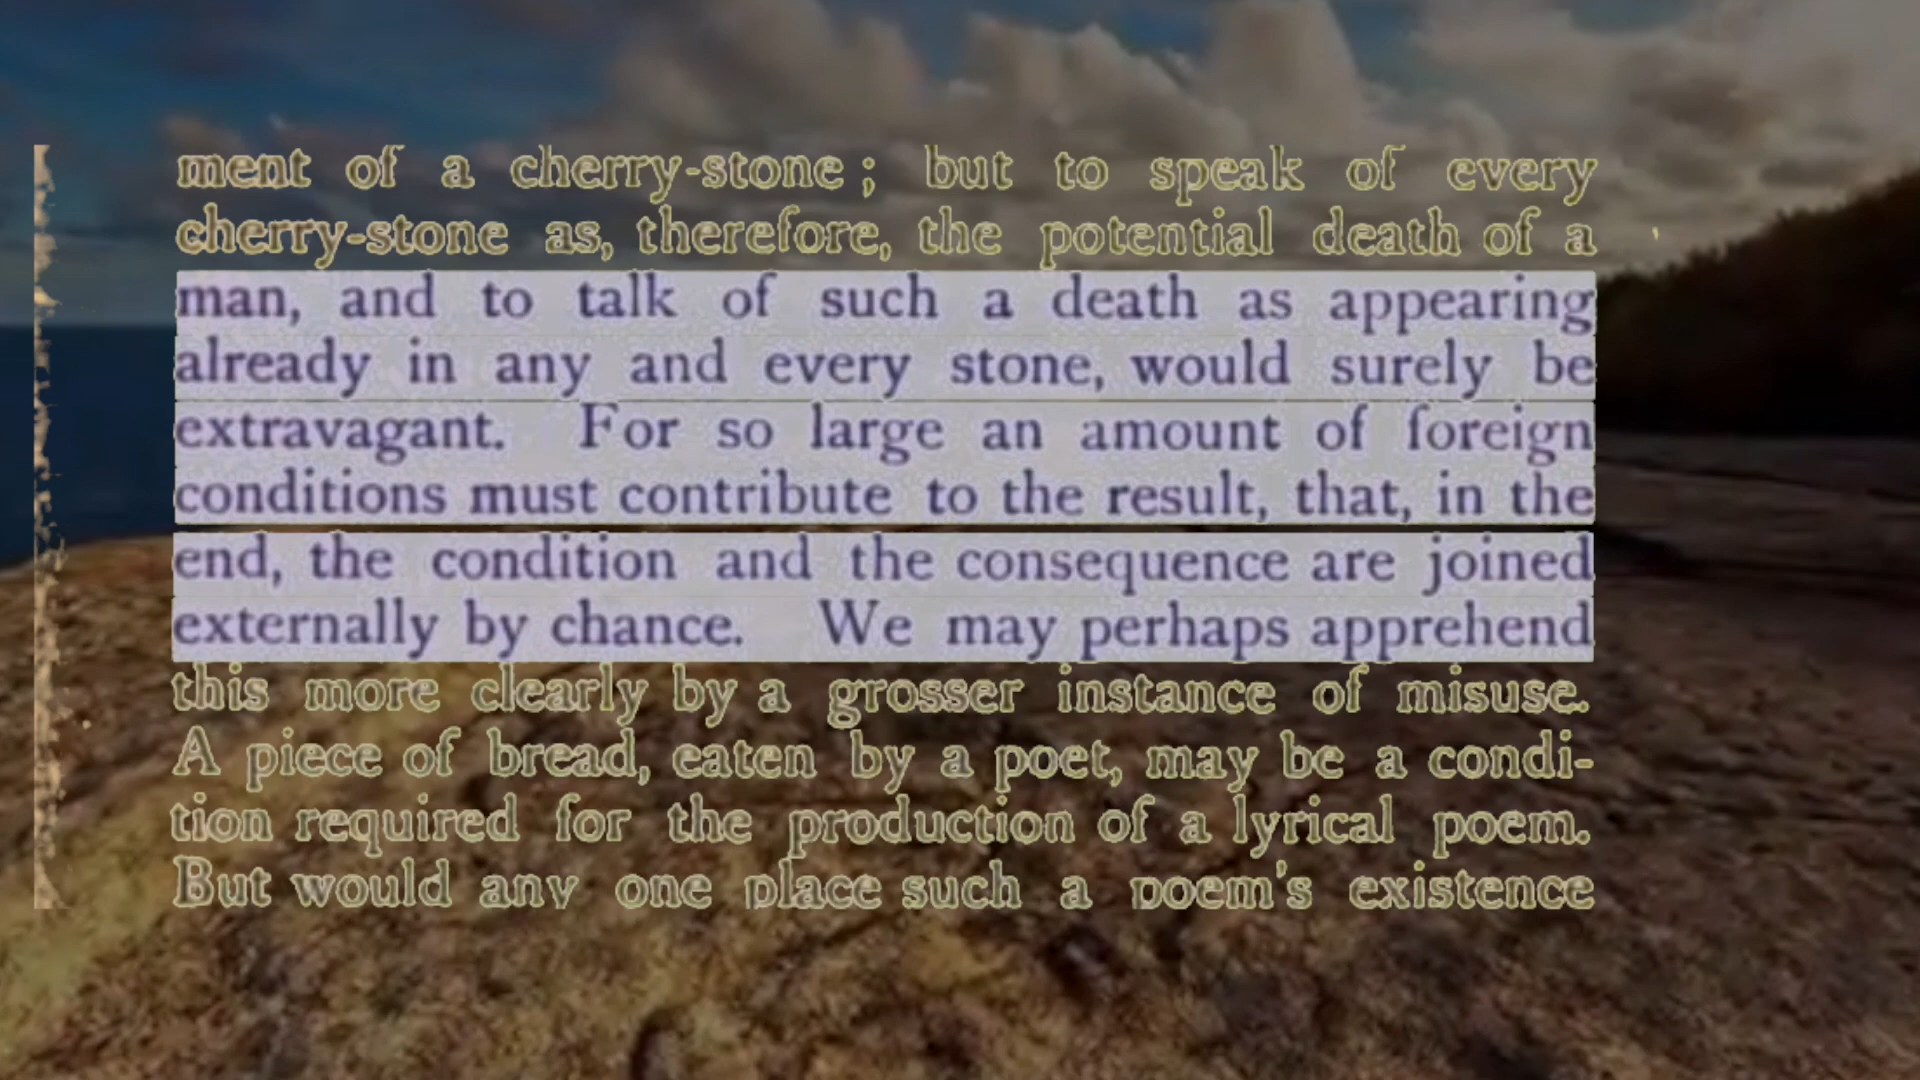 ment of a cherry-stone ; but to speak of every
cherry-stone as, therefore, the potential death of a
man, and to talk of such a death as appearing
already in any and every stone, would surely be
extravagant. For so large an amount of foreign
conditions must contribute to the result, that, in the
end, the condition and the consequence are joined
externally by chance. We may perhaps apprehend
this more clearly by a grosser instance of misuse.
A piece of bread, eaten by a poet, may be a condi-
tion required for the production of a lyrical poem.
But would any one place such a poem's existence